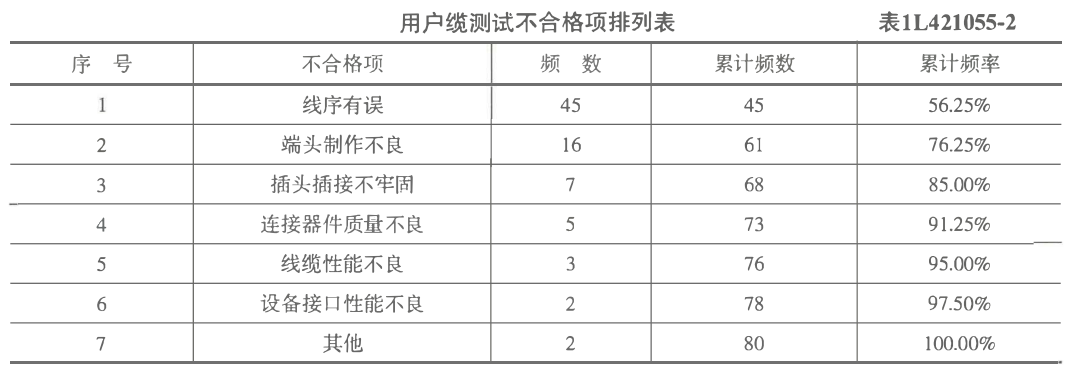 用户缆测试不合格项排列表 表1L421055-2
序 号 不合格项 频 数 累计频数 累计频率
1 线序有误 45 45 56.25%
2 端头制作不良 16 61 76.25%
3 插头插接不牢固 7 68 85.00%
4 连接器件质量不良 5 73 91.25%
5 线缆性能不良 3 76 95.00%
6 设备接口性能不良 2 78 97.50%
7 其他 2 80 100.00%